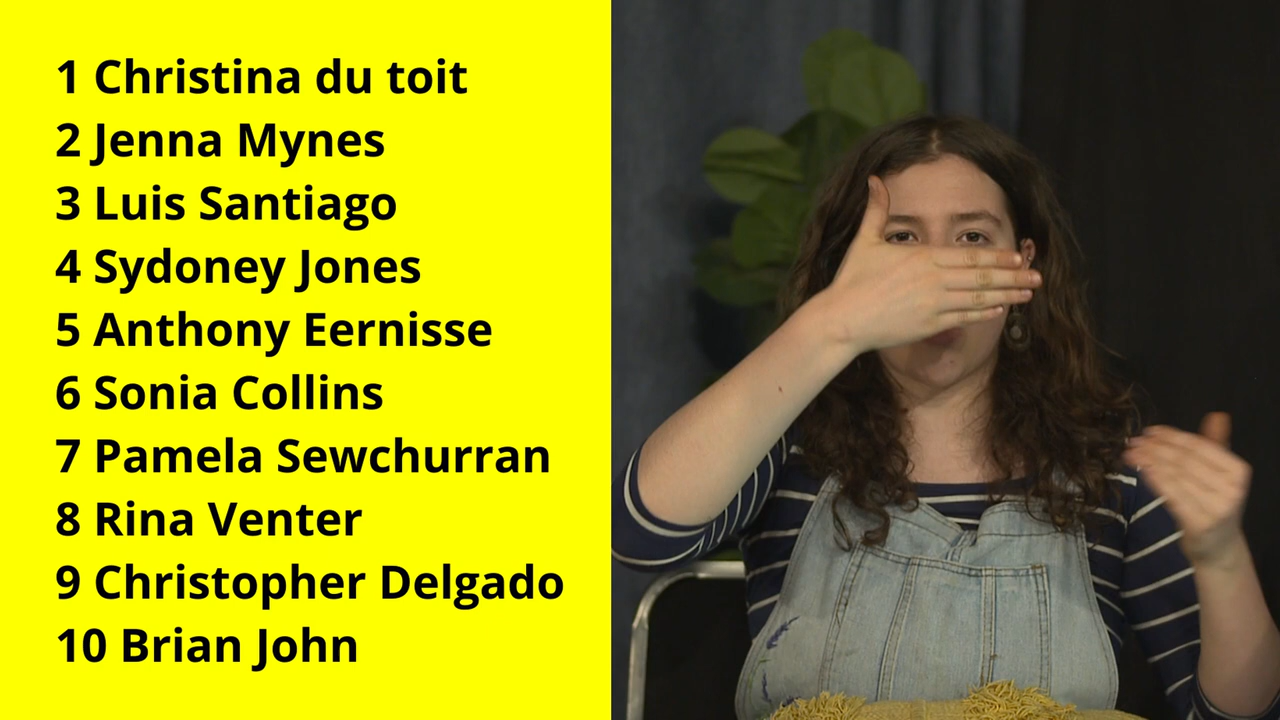 1 Christina du toit
2 Jenna Mynes
3 Luis Santiago
4 Sydoney Jones
5 Anthony Eernisse
6 Sonia Collins
7 Pamela Sewchurran
8 Rina Venter
9 Christopher Delgado
10 Brian John